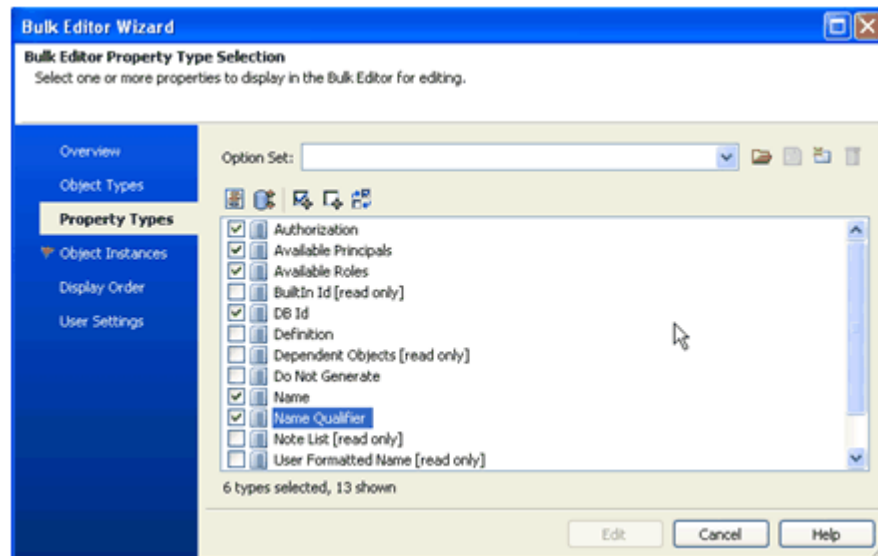 Bulk Editor Wizard
Bulk Editor Property Type Selection
Select one or more properties to display in the Bulk Editor for editing.
Overview
Object Types
Property Types
Object Instances
Display Order
User Settings
Option Set:
Authorization
Available Principals
Available Roles
BuiltIn Id [read only]
DB Id
Definition
Dependent Objects [read only]
Do Not Generate
Name
Name Qualifier
Note List [read only]
User Formatted Name [read only]
6 types selected, 13 shown
Edit
Cancel
Help